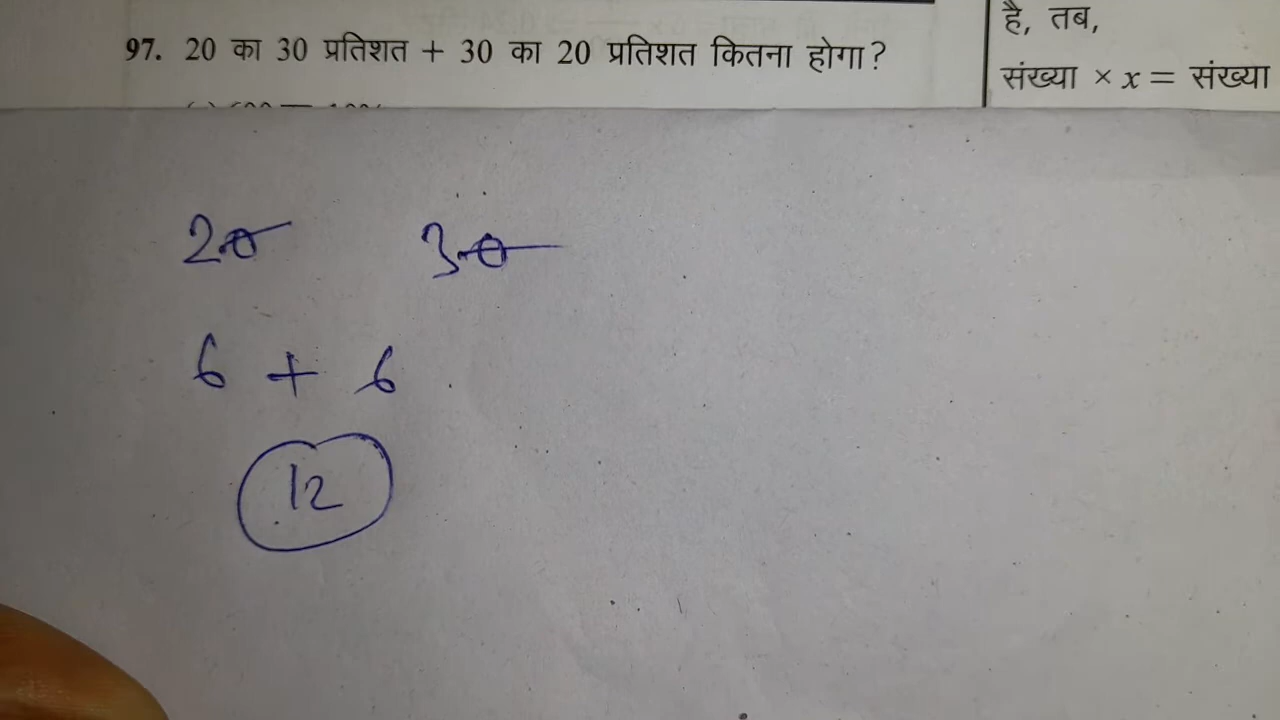 97. 20 का 30 प्रतिशत + 30 का 20 प्रतिशत कितना होगा?
है, तब,
संख्या × x = संख्या
20 30
6 + 6
12